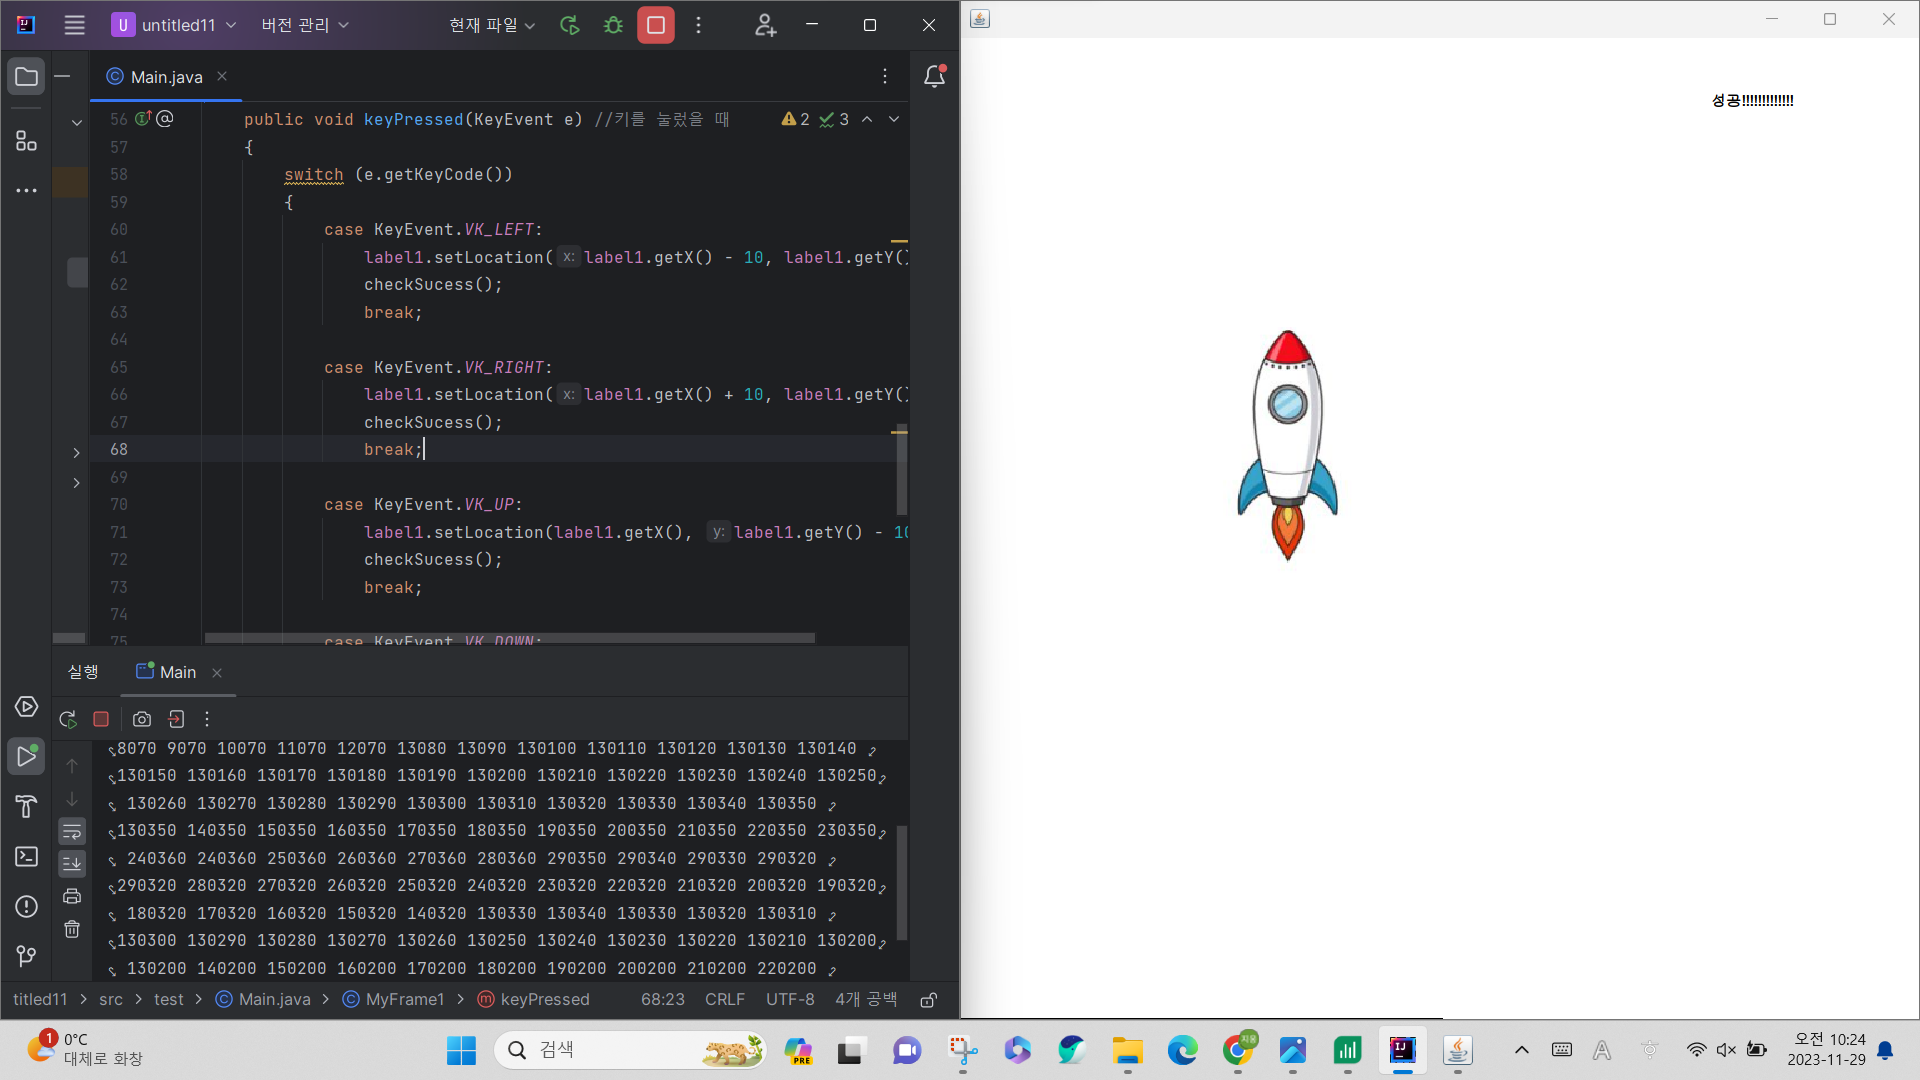 U untitled11 버전 관리 현재 파일
Main.java
56 public void keyPressed(KeyEvent e) //키를 눌렀을 때 2 3
57 {
58 switch (e.getKeyCode())
59 {
60 case KeyEvent.VK_LEFT:
61 label1.setLocation( x: label1.getX() - 10, label1.getY()
62 checkSucess();
63 break;
64
65 case KeyEvent.VK_RIGHT:
66 label1.setLocation( x: label1.getX() + 10, label1.getY()
67 checkSucess();
68 break;
69
70 case KeyEvent.VK_UP:
71 label1.setLocation(label1.getX(), y: label1.getY() - 10
72 checkSucess();
73 break;
74
75 case KeyEvent.VK_DOWN:
실행 Main
8070 9070 10070 11070 12070 13080 13090 130100 130110 130120 130130 130140
130150 130160 130170 130180 130190 130200 130210 130220 130230 130240 130250
130260 130270 130280 130290 130300 130310 130320 130330 130340 130350
130350 140350 150350 160350 170350 180350 190350 200350 210350 220350 230350
240360 240360 250360 260360 270360 280360 290350 290340 290330 290320
290320 280320 270320 260320 250320 240320 230320 220320 210320 200320 190320
180320 170320 160320 150320 140320 130330 130340 130330 130320 130310
130300 130290 130280 130270 130260 130250 130240 130230 130220 130210 130200
130200 140200 150200 160200 170200 180200 190200 200200 210200 220200
titled11 > src > test > Main.java > MyFrame1 > keyPressed 68:23 CRLF UTF-8 4개 공백
성공!!!!!!!!!!!!!
1 0°C
대체로 화창
검색
PRE
지용
IJ
A
오전 10:24
2023-11-29